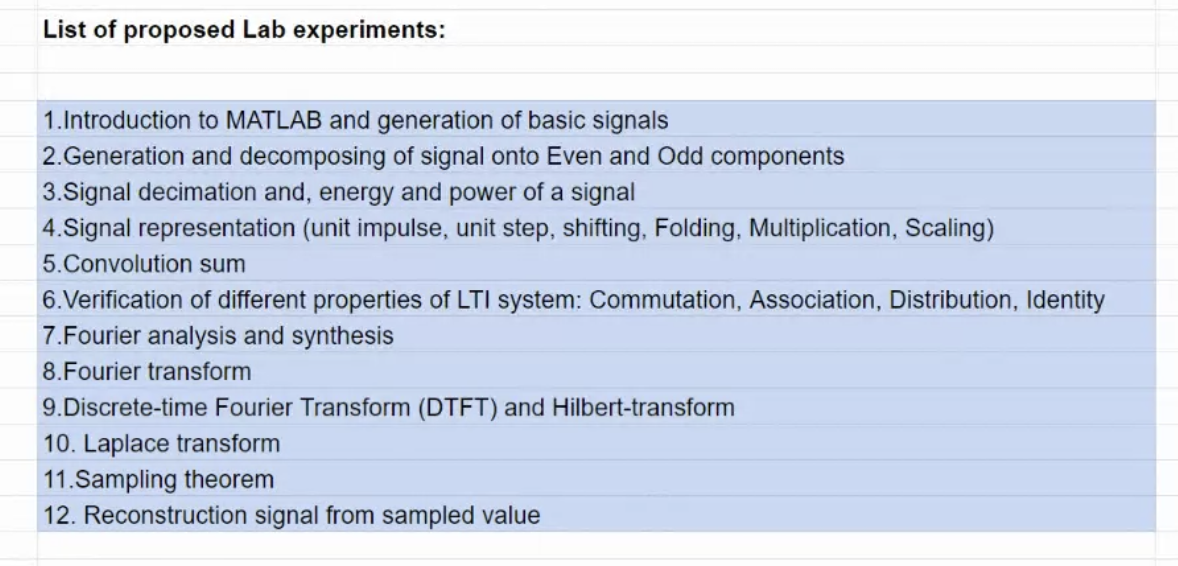 List of proposed Lab experiments:
1.Introduction to MATLAB and generation of basic signals
2.Generation and decomposing of signal onto Even and Odd components
3.Signal decimation and, energy and power of a signal
4.Signal representation (unit impulse, unit step, shifting, Folding, Multiplication, Scaling)
5.Convolution sum
6.Verification of different properties of LTI system: Commutation, Association, Distribution, Identity
7.Fourier analysis and synthesis
8.Fourier transform
9.Discrete-time Fourier Transform (DTFT) and Hilbert-transform
10. Laplace transform
11.Sampling theorem
12. Reconstruction signal from sampled value